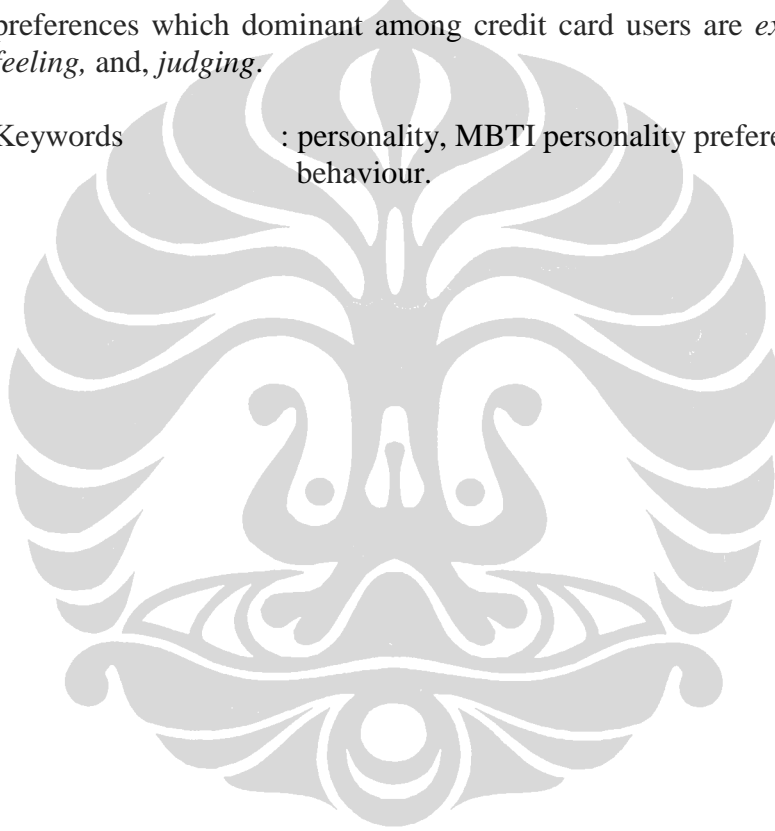 preferences which dominant among credit card users are
feeling, and, judging.
Keywords : personality, MBTI personality
behaviour.